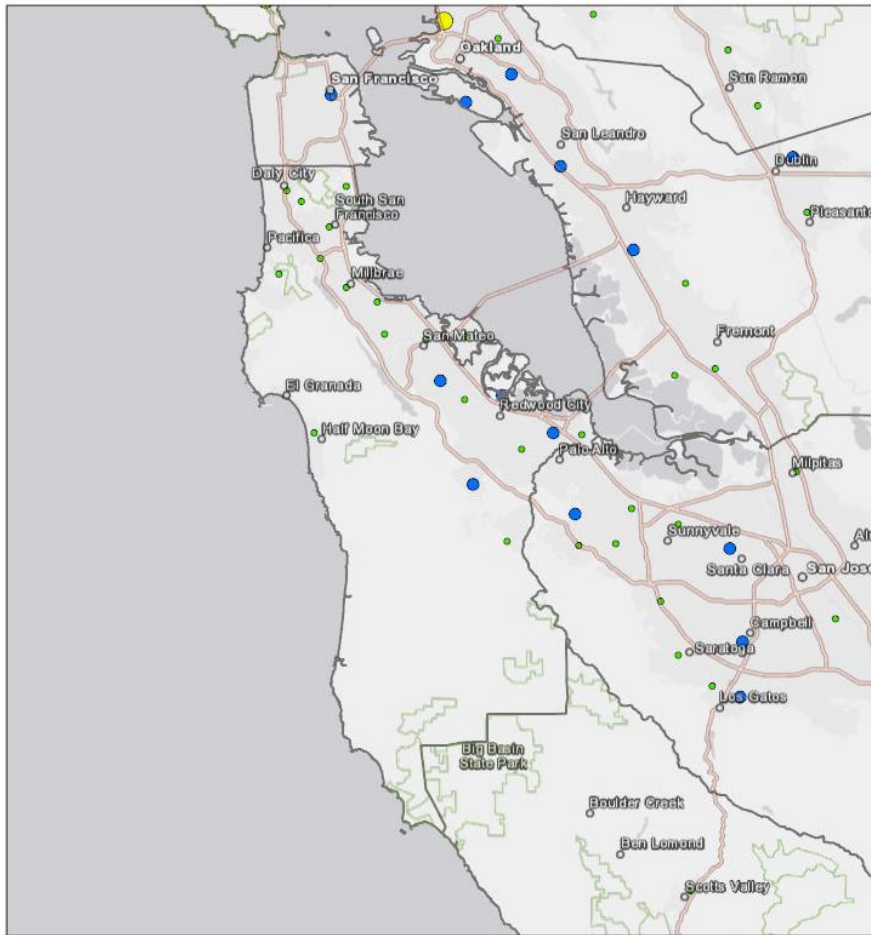 Oakland
San Francisco
San Ramon
San Leandro
Dublin
Daly City
South San
Francisco
Hayward
Pleasanto
Pacifica
Millbrae
San Mateo
Fremont
El Granada
Redwood City
Half Moon Bay
Palo Alto
Milpitas
Sunnyvale
Al
Santa Clara
San Jose
Campbell
Saratoga
Los Gatos
Big Basin
State Park
Boulder Creek
Ben Lomond
Scotts Valley